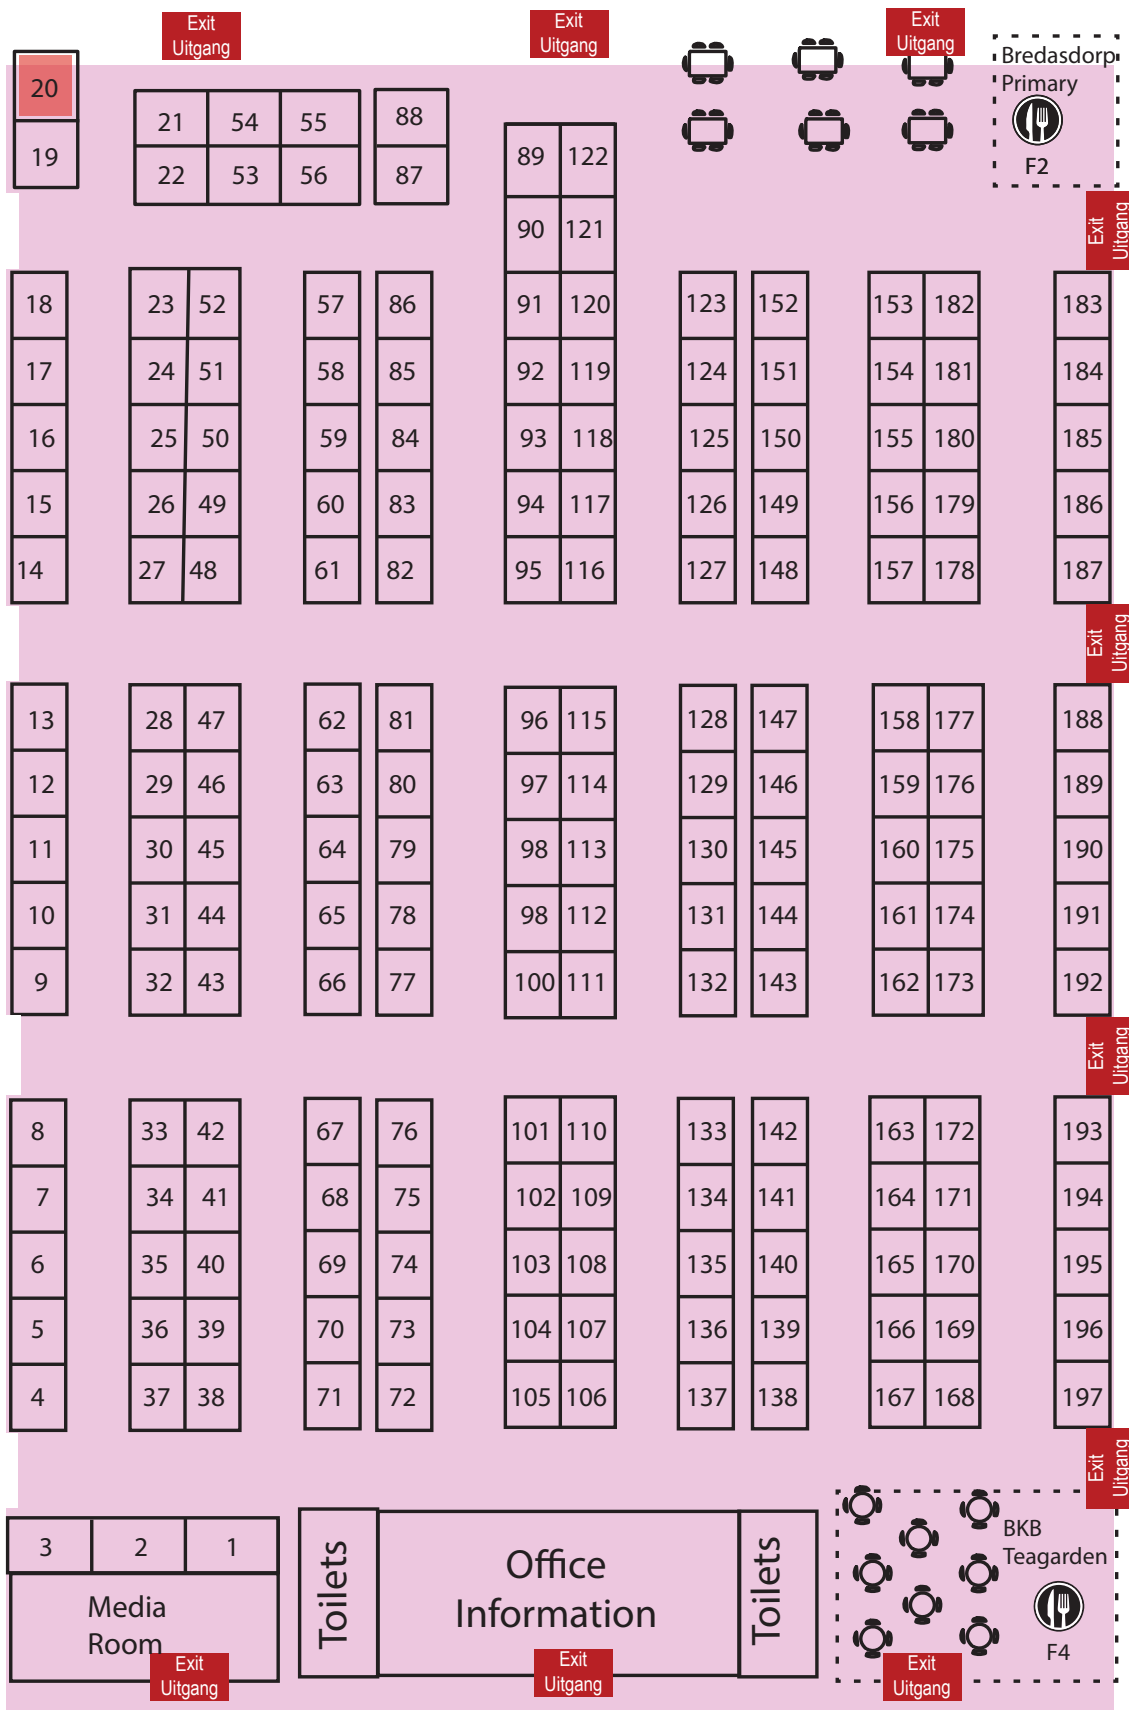 Exit
Uitgang
Exit
Uitgang
Exit
Uitgang
Bredasdorp
Primary
F2
20
19
21 54 55 88
22 53 56 87
89 122
90 121
Exit
Uitgang
18 23 52 57 86 91 120 123 152 153 182 183
17 24 51 58 85 92 119 124 151 154 181 184
16 25 50 59 84 93 118 125 150 155 180 185
15 26 49 60 83 94 117 126 149 156 179 186
14 27 48 61 82 95 116 127 148 157 178 187
Exit
Uitgang
13 28 47 62 81 96 115 128 147 158 177 188
12 29 46 63 80 97 114 129 146 159 176 189
11 30 45 64 79 98 113 130 145 160 175 190
10 31 44 65 78 98 112 131 144 161 174 191
9 32 43 66 77 100 111 132 143 162 173 192
Exit
Uitgang
8 33 42 67 76 101 110 133 142 163 172 193
7 34 41 68 75 102 109 134 141 164 171 194
6 35 40 69 74 103 108 135 140 165 170 195
5 36 39 70 73 104 107 136 139 166 169 196
4 37 38 71 72 105 106 137 138 167 168 197
Exit
Uitgang
3 2 1
Media
Room
Exit
Uitgang
Toilets
Office
Information
Exit
Uitgang
Toilets
BKB
Teagarden
F4
Exit
Uitgang